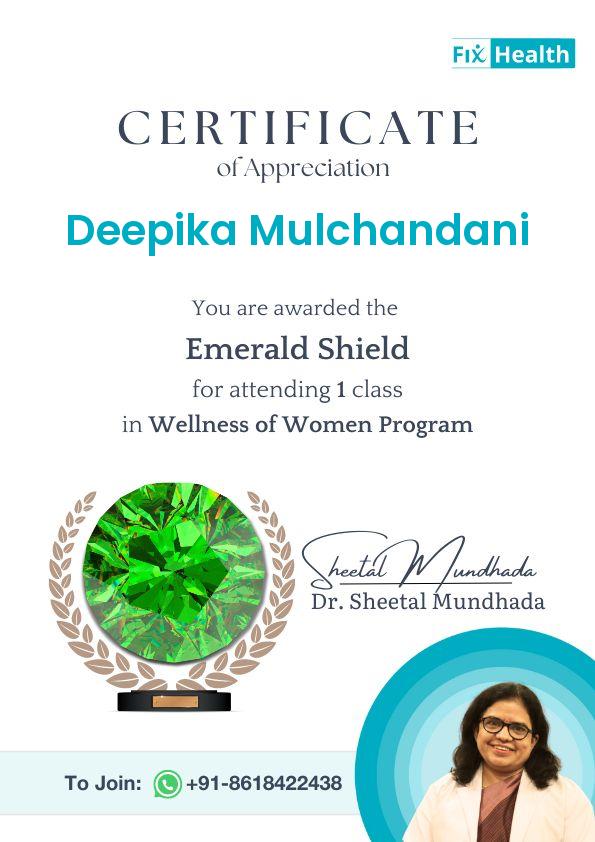 Fix Health
CERTIFICATE
of Appreciation
Deepika Mulchandani
You are awarded the
Emerald Shield
for attending 1 class
in Wellness of Women Program
Sheetal Mundhada
Dr. Sheetal Mundhada
To Join: +91-8618422438